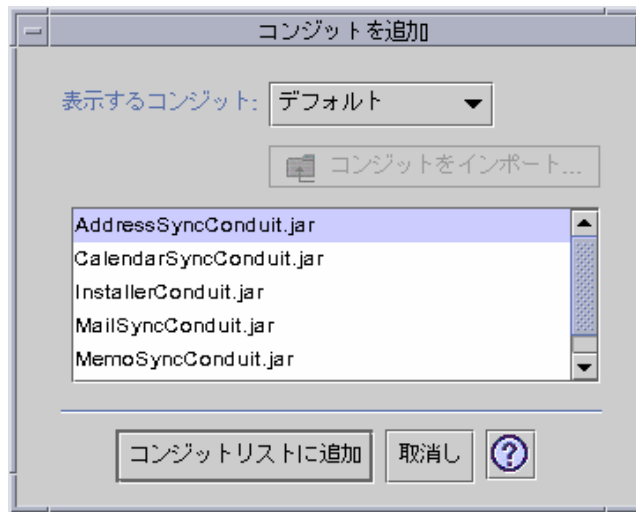 コンジットを追加
表示するコンジット: デフォルト
コンジットをインポート...
AddressSyncConduit.jar
CalendarSyncConduit.jar
InstallerConduit.jar
MailSyncConduit.jar
MemoSyncConduit.jar
コンジットリストに追加 取消し ?